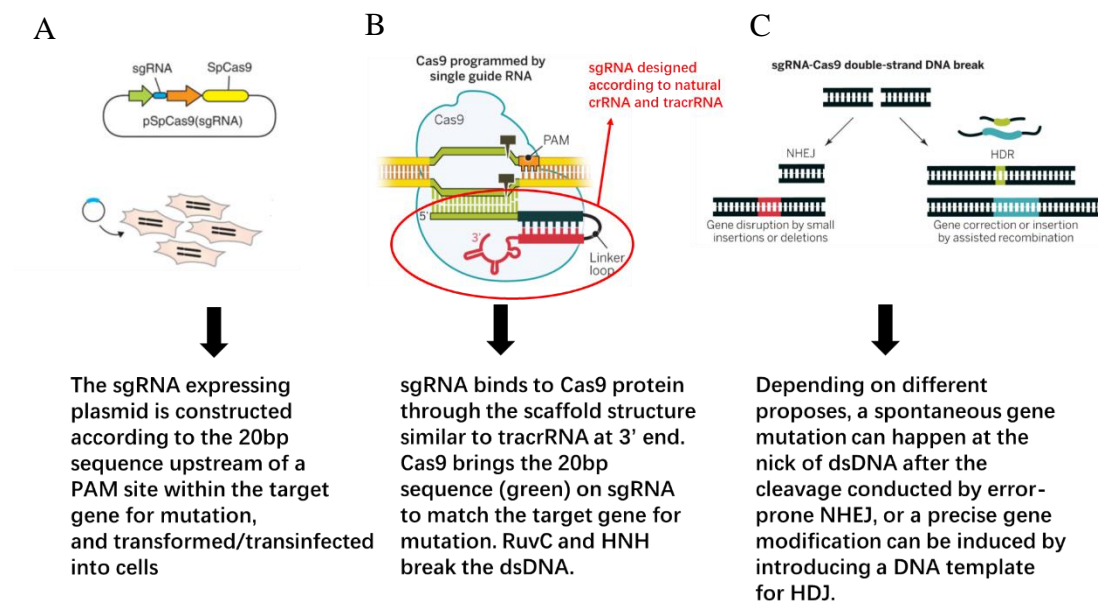 A
sgRNA
SpCas9
pSpCas9(sgRNA)
The sgRNA expressing
plasmid is constructed
according to the 20bp
sequence upstream of a
PAM site within the target
gene for mutation,
and transformed/transinfected
into cells
B
Cas9 programmed by
single guide RNA
sgRNA designed
according to natural
crRNA and tracrRNA
Cas9
PAM
5'
3'
Linker
loop
sgRNA binds to Cas9 protein
through the scaffold structure
similar to tracrRNA at 3' end.
Cas9 brings the 20bp
sequence (green) on sgRNA
to match the target gene for
mutation. RuvC and HNH
break the dsDNA.
C
sgRNA-Cas9 double-strand DNA break
NHEJ
HDR
Gene disruption by small
insertions or deletions
Gene correction or insertion
by assisted recombination
Depending on different
proposes, a spontaneous gene
mutation can happen at the
nick of dsDNA after the
cleavage conducted by error-
prone NHEJ, or a precise gene
modification can be induced by
introducing a DNA template
for HDJ.